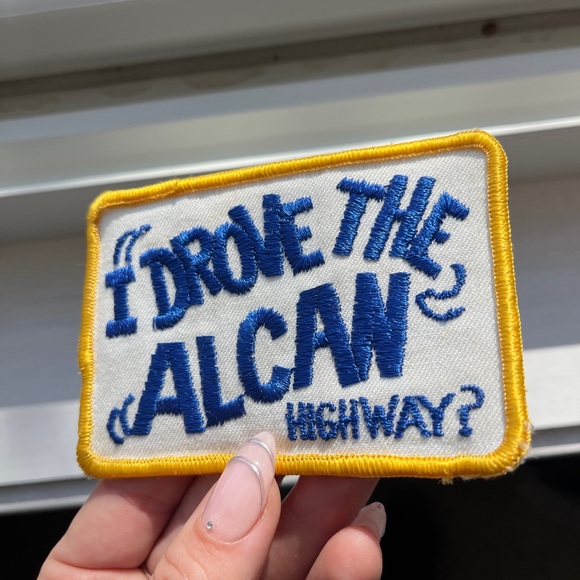 I DROVE THE
ALCAN
HIGHWAY?